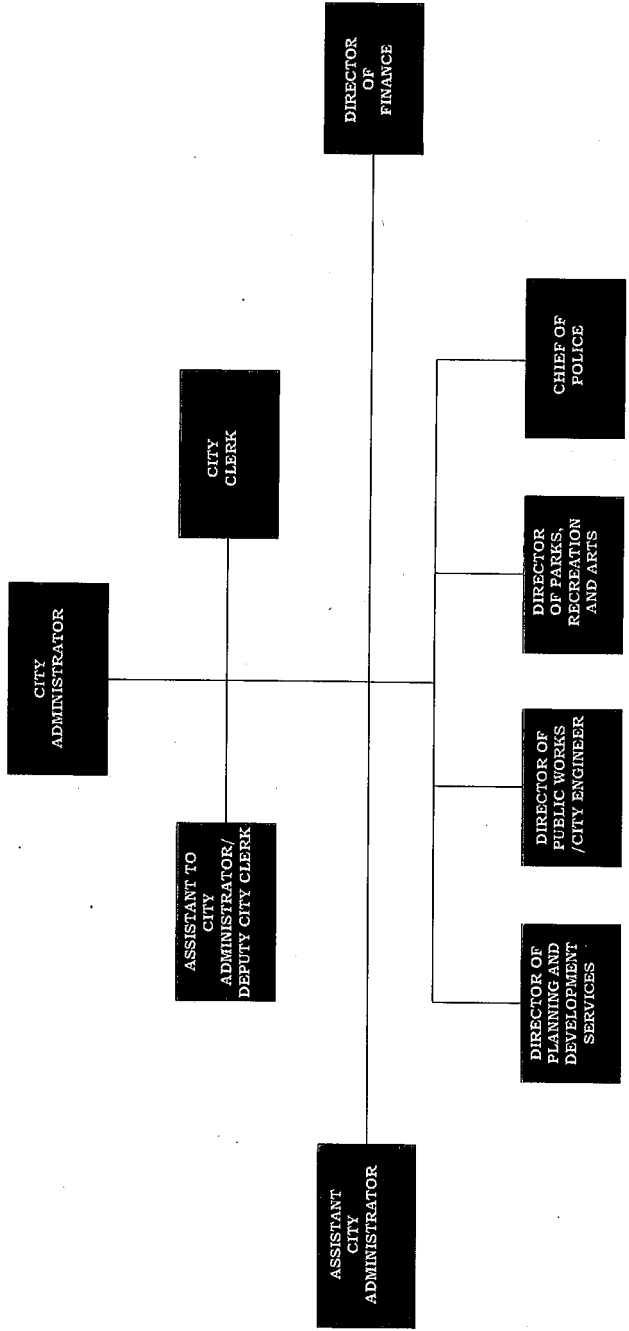 CITY
ADMINISTRATOR
ASSISTANT TO
CITY
ADMINISTRATOR/
DEPUTY CITY CLERK
CITY
CLERK
ASSISTANT
CITY
ADMINISTRATOR
DIRECTOR
OF
FINANCE
DIRECTOR OF
PLANNING AND
DEVELOPMENT
SERVICES
DIRECTOR OF
PUBLIC WORKS
/CITY ENGINEER
DIRECTOR
OF PARKS,
RECREATION
AND ARTS
CHIEF OF
POLICE